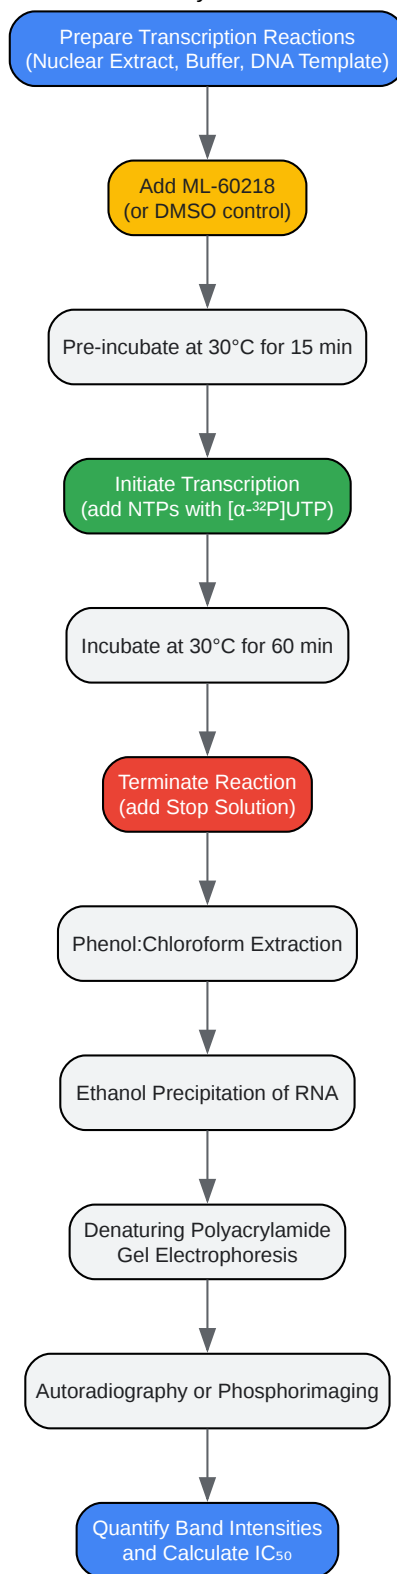 Prepare Transcription Reactions
(Nuclear Extract, Buffer, DNA Template)
Add ML-60218
(or DMSO control)
Pre-incubate at 30°C for 15 min
Initiate Transcription
(add NTPs with [α-³²P]UTP)
Incubate at 30°C for 60 min
Terminate Reaction
(add Stop Solution)
Phenol:Chloroform Extraction
Ethanol Precipitation of RNA
Denaturing Polyacrylamide
Gel Electrophoresis
Autoradiography or Phosphorimaging
Quantify Band Intensities
and Calculate IC₅₀